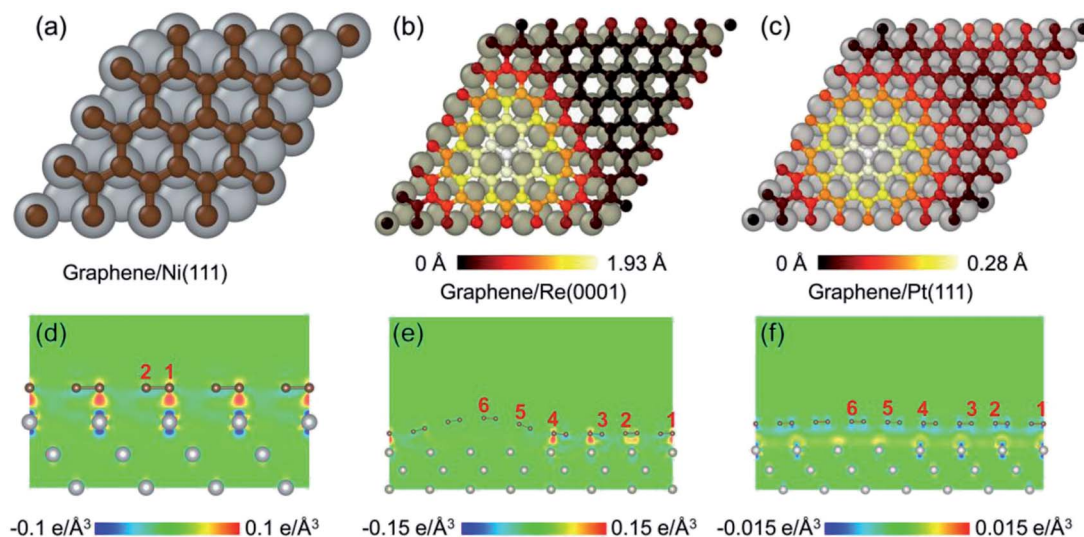 (a) (b) (c)
Graphene/Ni(111)
0 Å 1.93 Å
Graphene/Re(0001)
0 Å 0.28 Å
Graphene/Pt(111)
(d) (e) (f)
2 1
6 5 4 3 2 1
6 5 4 3 2 1
-0.1 e/Å³ 0.1 e/Å³
-0.15 e/Å³ 0.15 e/Å³
-0.015 e/Å³ 0.015 e/Å³